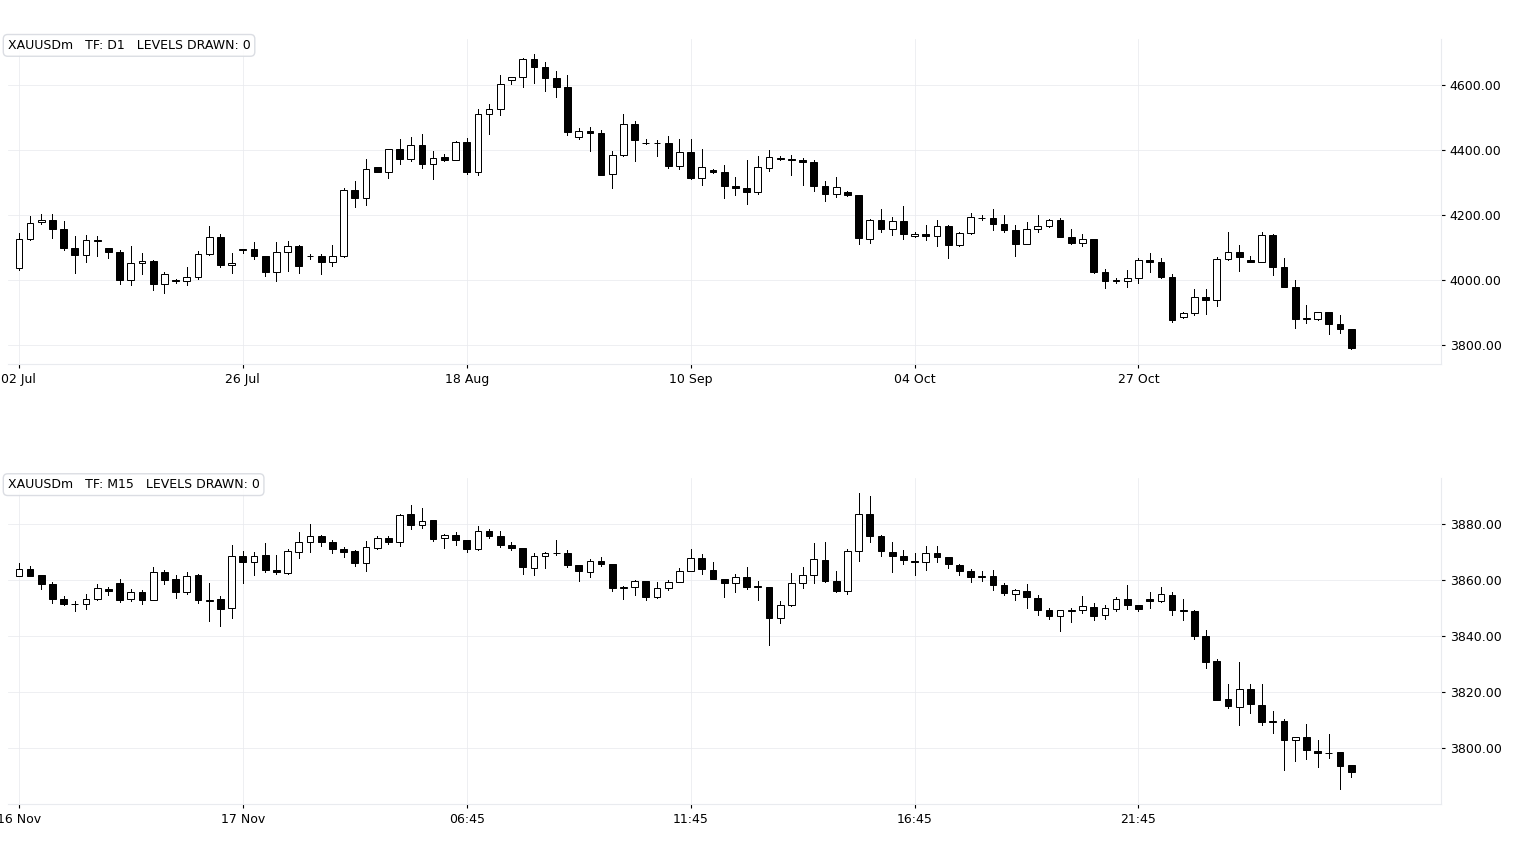 XAUUSDm TF: D1 LEVELS DRAWN: 0
4600.00
4400.00
4200.00
4000.00
3800.00
02 Jul 26 Jul 18 Aug 10 Sep 04 Oct 27 Oct
XAUUSDm TF: M15 LEVELS DRAWN: 0
3880.00
3860.00
3840.00
3820.00
3800.00
16 Nov 17 Nov 06:45 11:45 16:45 21:45